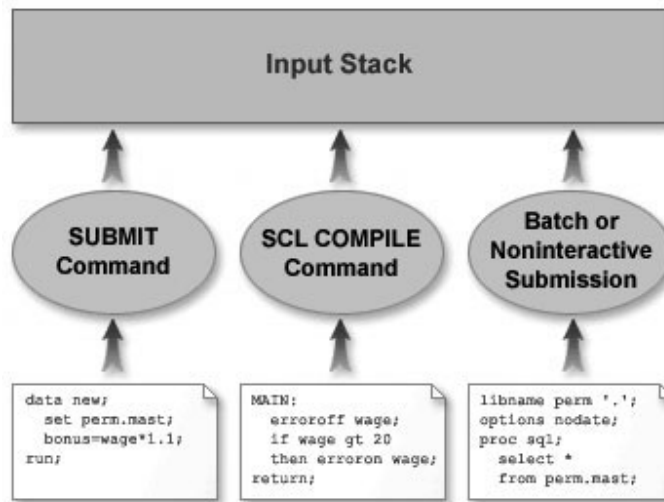 Input Stack
SUBMIT
Command
SCL COMPILE
Command
Batch or
Noninteractive
Submission
data new;
set perm.mast;
bonus=wage*1.1;
run;
MAIN:
erroroff wage;
if wage gt 20
then erroron wage;
return;
libname perm '.';
options nodate;
proc sql;
select *
from perm.mast;